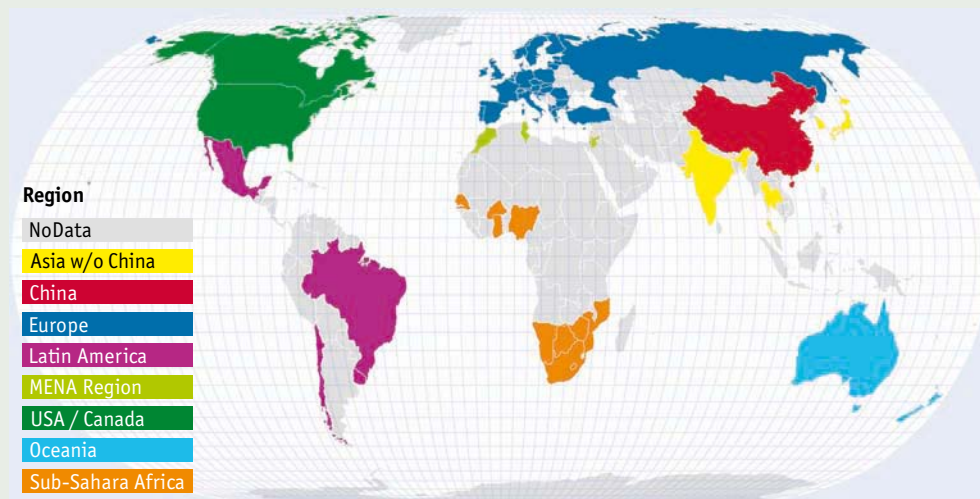 Region
NoData
Asia w/o China
China
Europe
Latin America
MENA Region
USA / Canada
Oceania
Sub-Sahara Africa